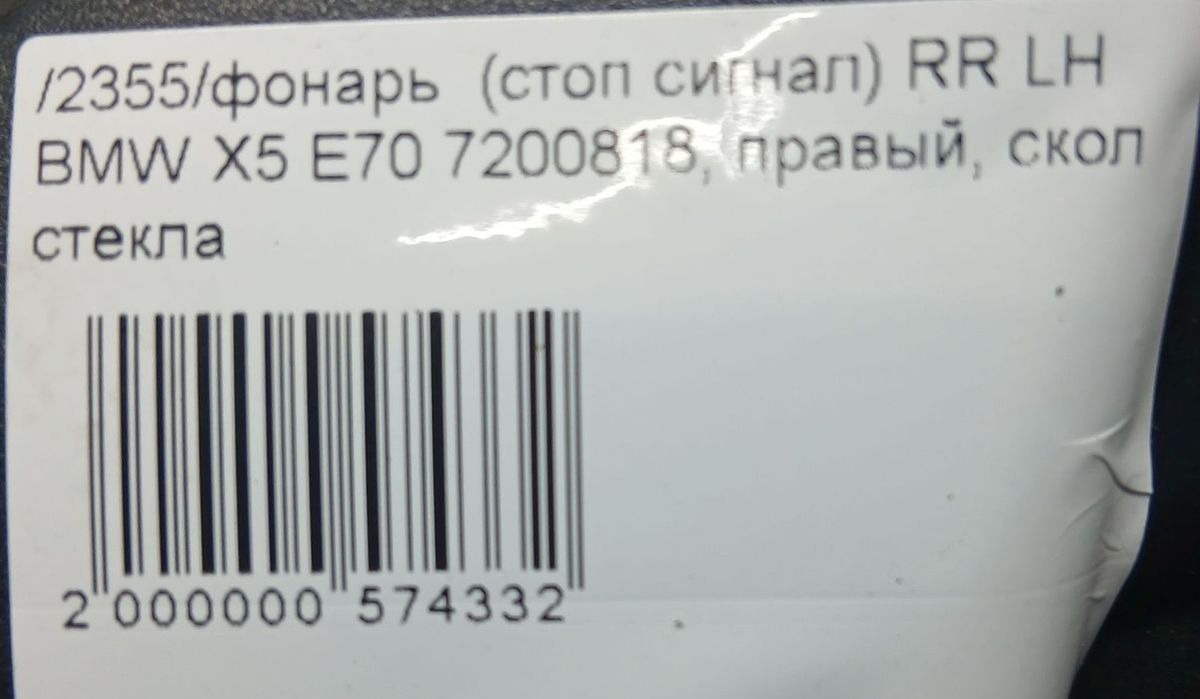 /2355/фонарь (стоп сигнал) RR LH
BMW X5 E70 7200818, правый, скол
стекла
2 000000 574332